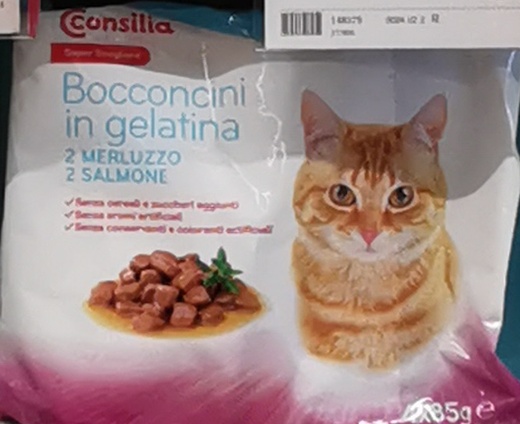 Consilia
Bocconcini
in gelatina
2 MERLUZZO
2 SALMONE
✓ Senza cereali e zuccheri aggiunti
✓ Senza aromi artificiali
✓ Senza conservanti e coloranti artificiali
4x85g e